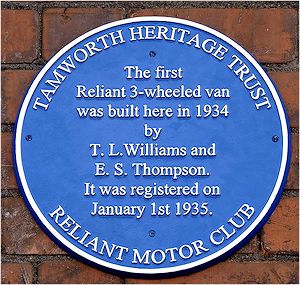 TAMWORTH HERITAGE TRUST
The first
Reliant 3-wheeled van
was built here in 1934
by
T. L. Williams and
E. S. Thompson.
It was registered on
January 1st 1935.
RELIANT MOTOR CLUB